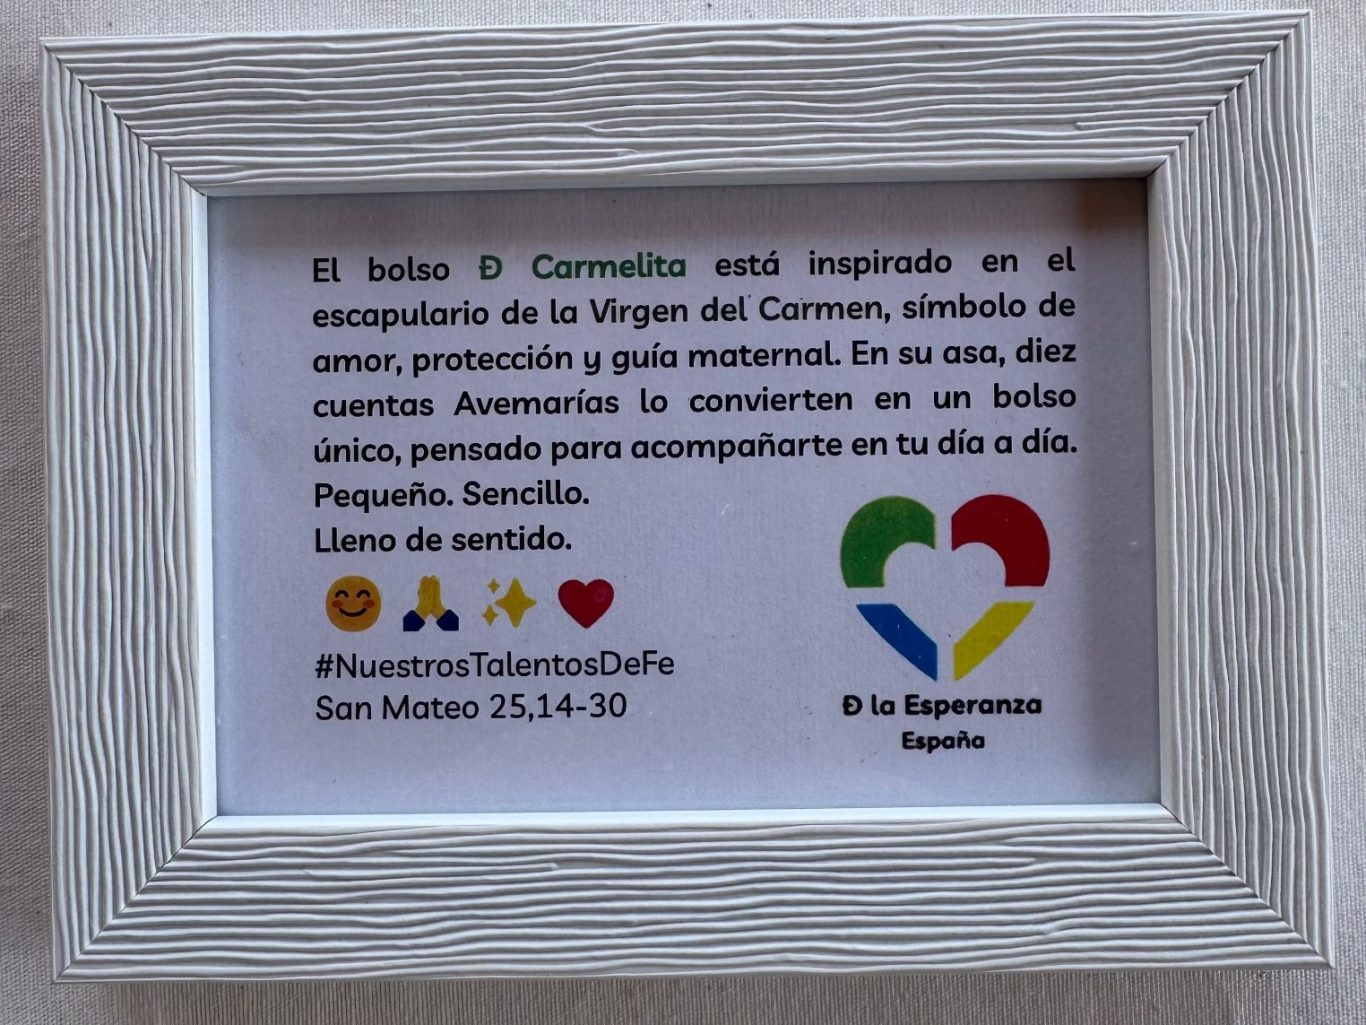 El bolso Đ Carmelita está inspirado en el
escapulario de la Virgen del Carmen, símbolo de
amor, protección y guía maternal. En su asa, diez
cuentas Avemarías lo convierten en un bolso
único, pensado para acompañarte en tu día a día.
Pequeño. Sencillo.
Lleno de sentido.
😊 🙏 ✨ ❤️
#NuestrosTalentosDeFe
San Mateo 25,14-30
Đ la Esperanza
España